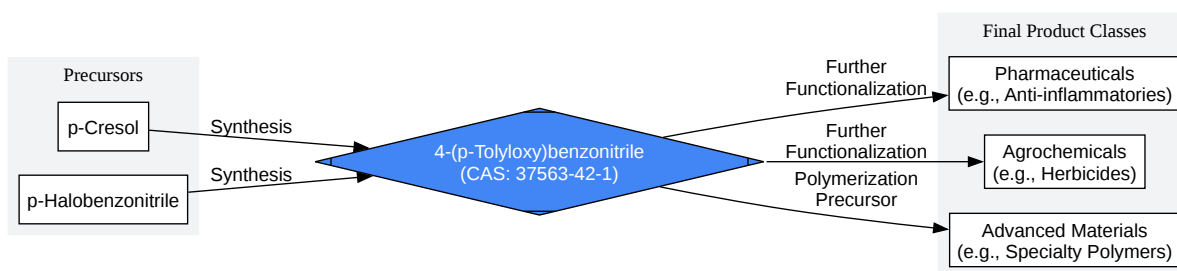 Precursors
p-Cresol
p-Halobenzonitrile
Synthesis
Synthesis
4-(p-Tolyloxy)benzonitrile
(CAS: 37563-42-1)
Further
Functionalization
Further
Functionalization
Polymerization
Precursor
Final Product Classes
Pharmaceuticals
(e.g., Anti-inflammatories)
Agrochemicals
(e.g., Herbicides)
Advanced Materials
(e.g., Specialty Polymers)